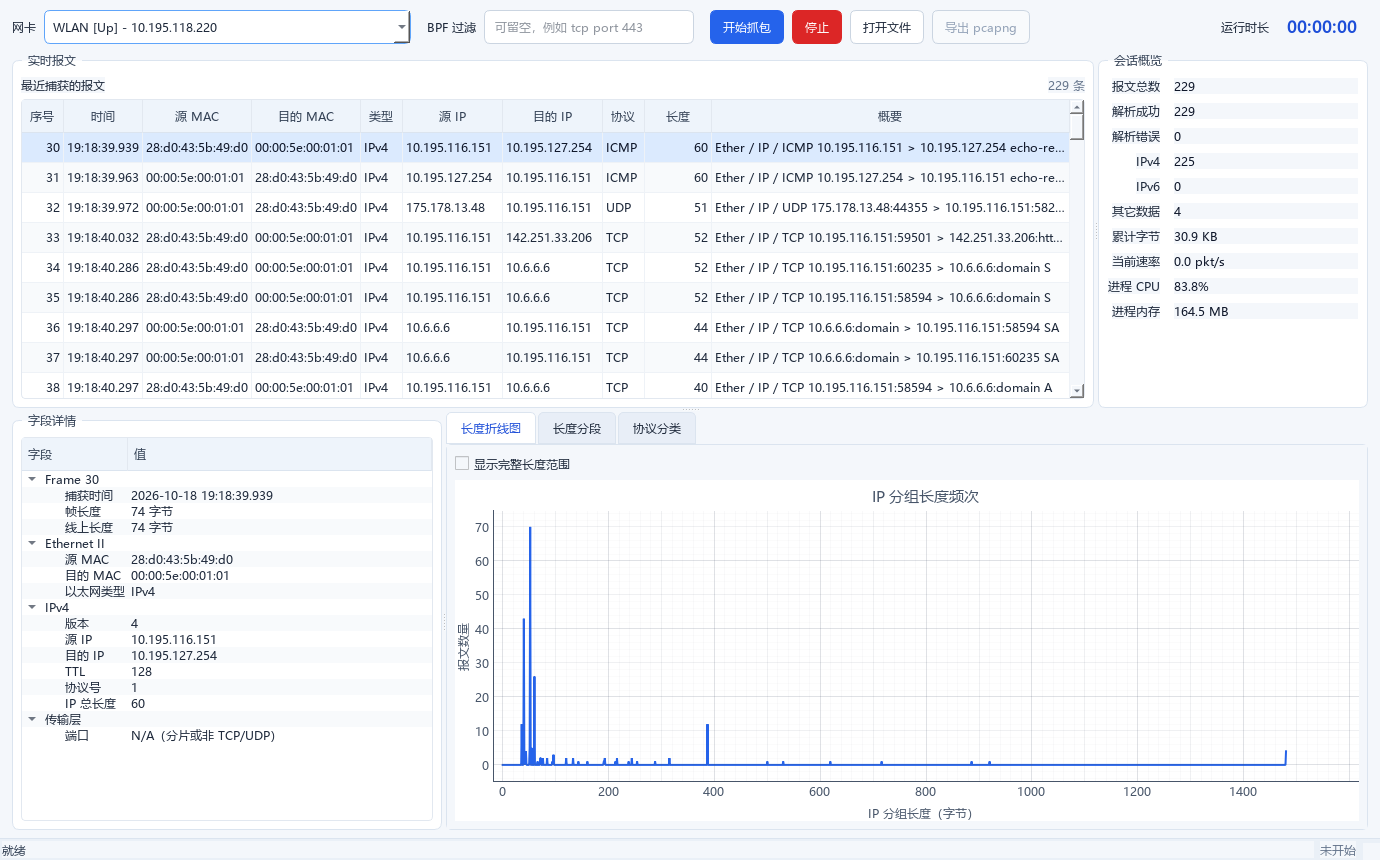 网卡 WLAN [Up] - 10.195.118.220 BPF 过滤 可留空，例如 tcp port 443 开始抓包 停止 打开文件 导出 pcapng 运行时长 00:00:00
实时报文
最近捕获的报文 229 条
序号 时间 源 MAC 目的 MAC 类型 源 IP 目的 IP 协议 长度 概要
30 19:18:39.939 28:d0:43:5b:49:d0 00:00:5e:00:01:01 IPv4 10.195.116.151 10.195.127.254 ICMP 60 Ether / IP / ICMP 10.195.116.151 > 10.195.127.254 echo-re...
31 19:18:39.963 00:00:5e:00:01:01 28:d0:43:5b:49:d0 IPv4 10.195.127.254 10.195.116.151 ICMP 60 Ether / IP / ICMP 10.195.127.254 > 10.195.116.151 echo-re...
32 19:18:39.972 00:00:5e:00:01:01 28:d0:43:5b:49:d0 IPv4 175.178.13.48 10.195.116.151 UDP 51 Ether / IP / UDP 175.178.13.48:44355 > 10.195.116.151:582...
33 19:18:40.032 28:d0:43:5b:49:d0 00:00:5e:00:01:01 IPv4 10.195.116.151 142.251.33.206 TCP 52 Ether / IP / TCP 10.195.116.151:59501 > 142.251.33.206:htt...
34 19:18:40.286 28:d0:43:5b:49:d0 00:00:5e:00:01:01 IPv4 10.195.116.151 10.6.6.6 TCP 52 Ether / IP / TCP 10.195.116.151:60235 > 10.6.6.6:domain S
35 19:18:40.286 28:d0:43:5b:49:d0 00:00:5e:00:01:01 IPv4 10.195.116.151 10.6.6.6 TCP 52 Ether / IP / TCP 10.195.116.151:58594 > 10.6.6.6:domain S
36 19:18:40.297 00:00:5e:00:01:01 28:d0:43:5b:49:d0 IPv4 10.6.6.6 10.195.116.151 TCP 44 Ether / IP / TCP 10.6.6.6:domain > 10.195.116.151:58594 SA
37 19:18:40.297 00:00:5e:00:01:01 28:d0:43:5b:49:d0 IPv4 10.6.6.6 10.195.116.151 TCP 44 Ether / IP / TCP 10.6.6.6:domain > 10.195.116.151:60235 SA
38 19:18:40.297 28:d0:43:5b:49:d0 00:00:5e:00:01:01 IPv4 10.195.116.151 10.6.6.6 TCP 40 Ether / IP / TCP 10.195.116.151:58594 > 10.6.6.6:domain A
会话概览
报文总数 229
解析成功 229
解析错误 0
IPv4 225
IPv6 0
其它数据 4
累计字节 30.9 KB
当前速率 0.0 pkt/s
进程 CPU 83.8%
进程内存 164.5 MB
字段详情
字段 值
Frame 30
捕获时间 2026-10-18 19:18:39.939
帧长度 74 字节
线上长度 74 字节
Ethernet II
源 MAC 28:d0:43:5b:49:d0
目的 MAC 00:00:5e:00:01:01
以太网类型 IPv4
IPv4
版本 4
源 IP 10.195.116.151
目的 IP 10.195.127.254
TTL 128
协议号 1
IP 总长度 60
传输层
端口 N/A（分片或非 TCP/UDP）
长度折线图 长度分段 协议分类
显示完整长度范围
IP 分组长度频次
报文数量
70
60
50
40
30
20
10
0
0 200 400 600 800 1000 1200 1400
IP 分组长度（字节）
就绪 未开始